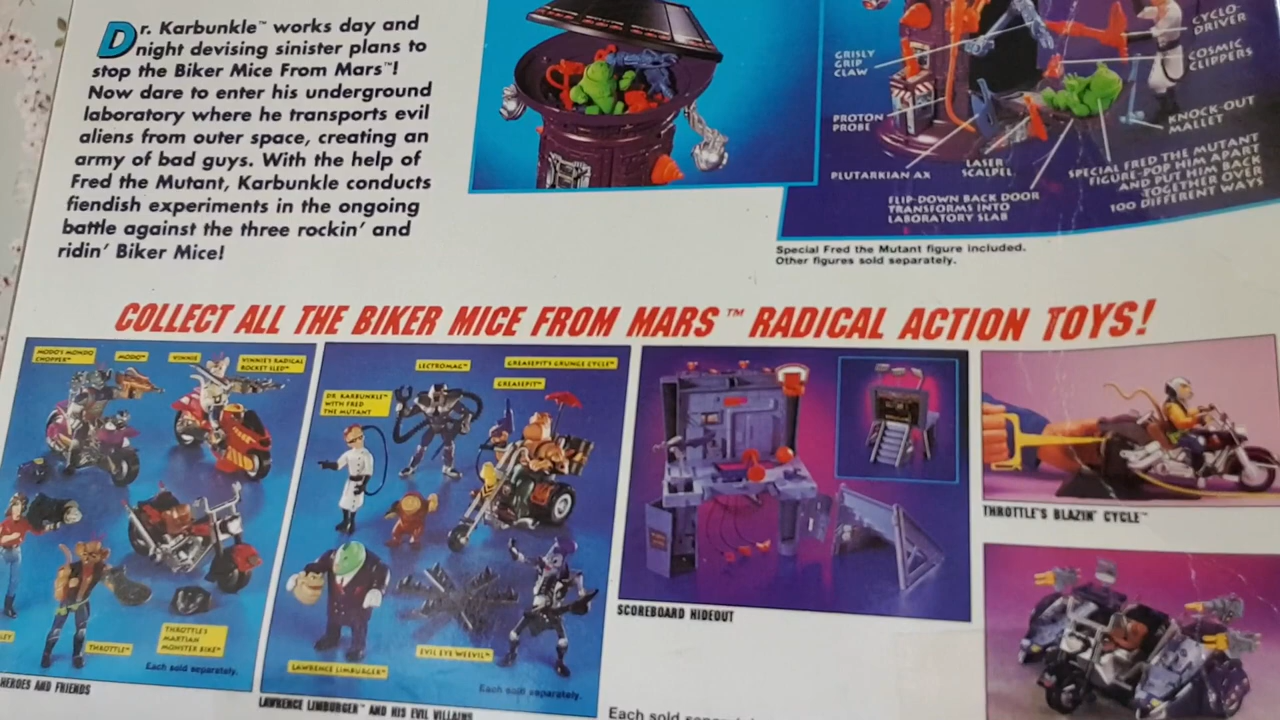 Dr. Karbunkle™ works day and
night devising sinister plans to
stop the Biker Mice From Mars™!
Now dare to enter his underground
laboratory where he transports evil
aliens from outer space, creating an
army of bad guys. With the help of
Fred the Mutant, Karbunkle conducts
fiendish experiments in the ongoing
battle against the three rockin' and
ridin' Biker Mice!
GRISLY
GRIP
CLAW
PROTON
PROBE
PLUTARKIAN AX
LASER
SCALPEL
FLIP-DOWN BACK DOOR
TRANSFORMS INTO
LABORATORY SLAB
CYCLO-
DRIVER
COSMIC
CLIPPERS
KNOCK-OUT
MALLET
SPECIAL FRED THE MUTANT
FIGURE-POP HIM APART
AND PUT HIM BACK
TOGETHER OVER
100 DIFFERENT WAYS
Special Fred the Mutant figure included.
Other figures sold separately.
COLLECT ALL THE BIKER MICE FROM MARS™ RADICAL ACTION TOYS!
MODO'S MONDO
CHOPPER™
MODO™
VINNIE™
VINNIE'S RADICAL
ROCKET SLED™
LEY
THROTTLE™
THROTTLE'S
MARTIAN
MONSTER BIKE™
Each sold separately.
HEROES AND FRIENDS
LECTROMAG™
GREASEPIT'S GRUNGE CYCLE™
GREASEPIT™
DR. KARBUNKLE™
WITH FRED
THE MUTANT
LAWRENCE LIMBURGER™
EVIL EYE WEEVIL™
Each sold separately.
LAWRENCE LIMBURGER™ AND HIS EVIL VILLAINS
SCOREBOARD HIDEOUT
THROTTLE'S BLAZIN' CYCLE™
Each sold